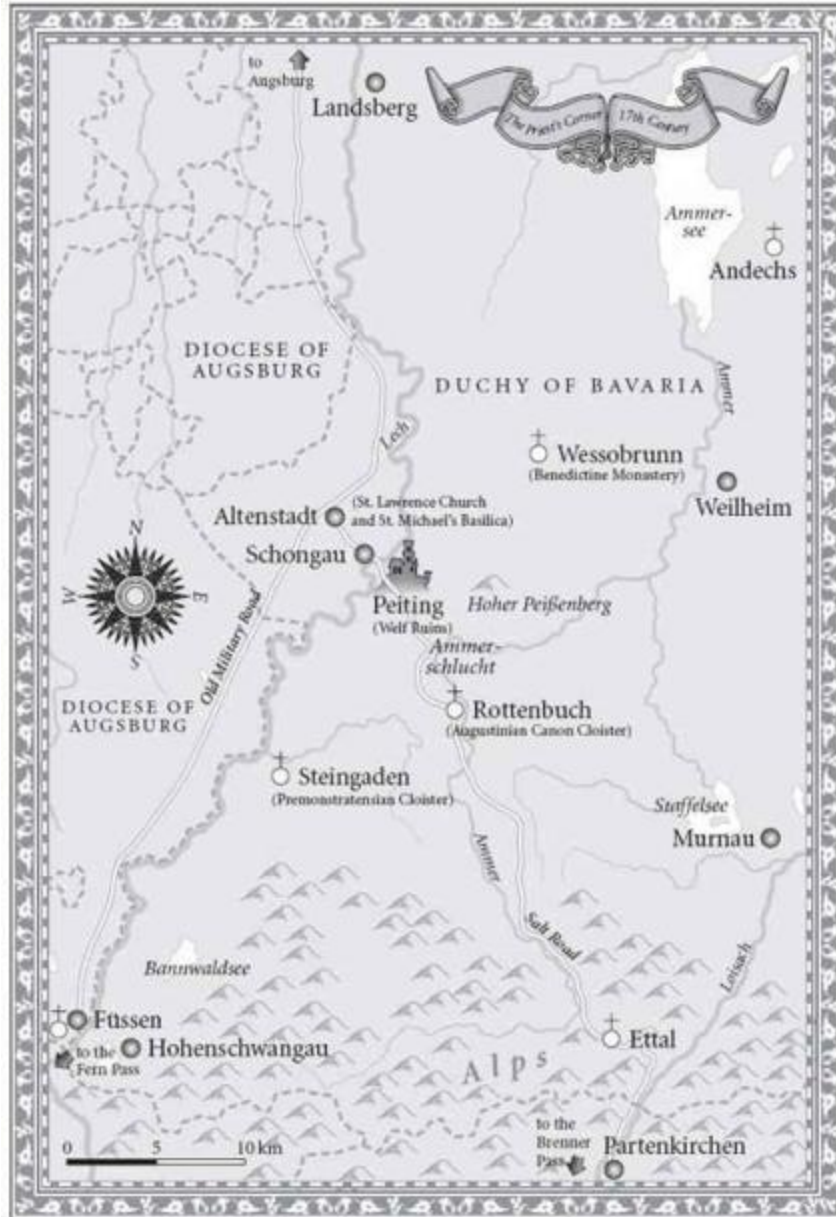 to
Augsburg
Landsberg
The Priest's Corner 17th Century
Ammer-
see
Andechs
DIOCESE OF
AUGSBURG
DUCHY OF BAVARIA
Ammer
Lech
Wessobrunn
(Benedictine Monastery)
Weilheim
Altenstadt
(St. Lawrence Church
and St. Michael's Basilica)
Schongau
N
W
E
S
Peiting
(Welf Ruins)
Hoher Peißenberg
Old Military Road
Ammer-
schlucht
DIOCESE OF
AUGSBURG
Rottenbuch
(Augustinian Canon Cloister)
Steingaden
(Premonstratensian Cloister)
Staffelsee
Murnau
Ammer
Salt Road
Loisach
Bannwaldsee
Füssen
to the
Fern Pass
Hohenschwangau
Ettal
Alps
to the
Brenner
Pass
Partenkirchen
0 5 10 km